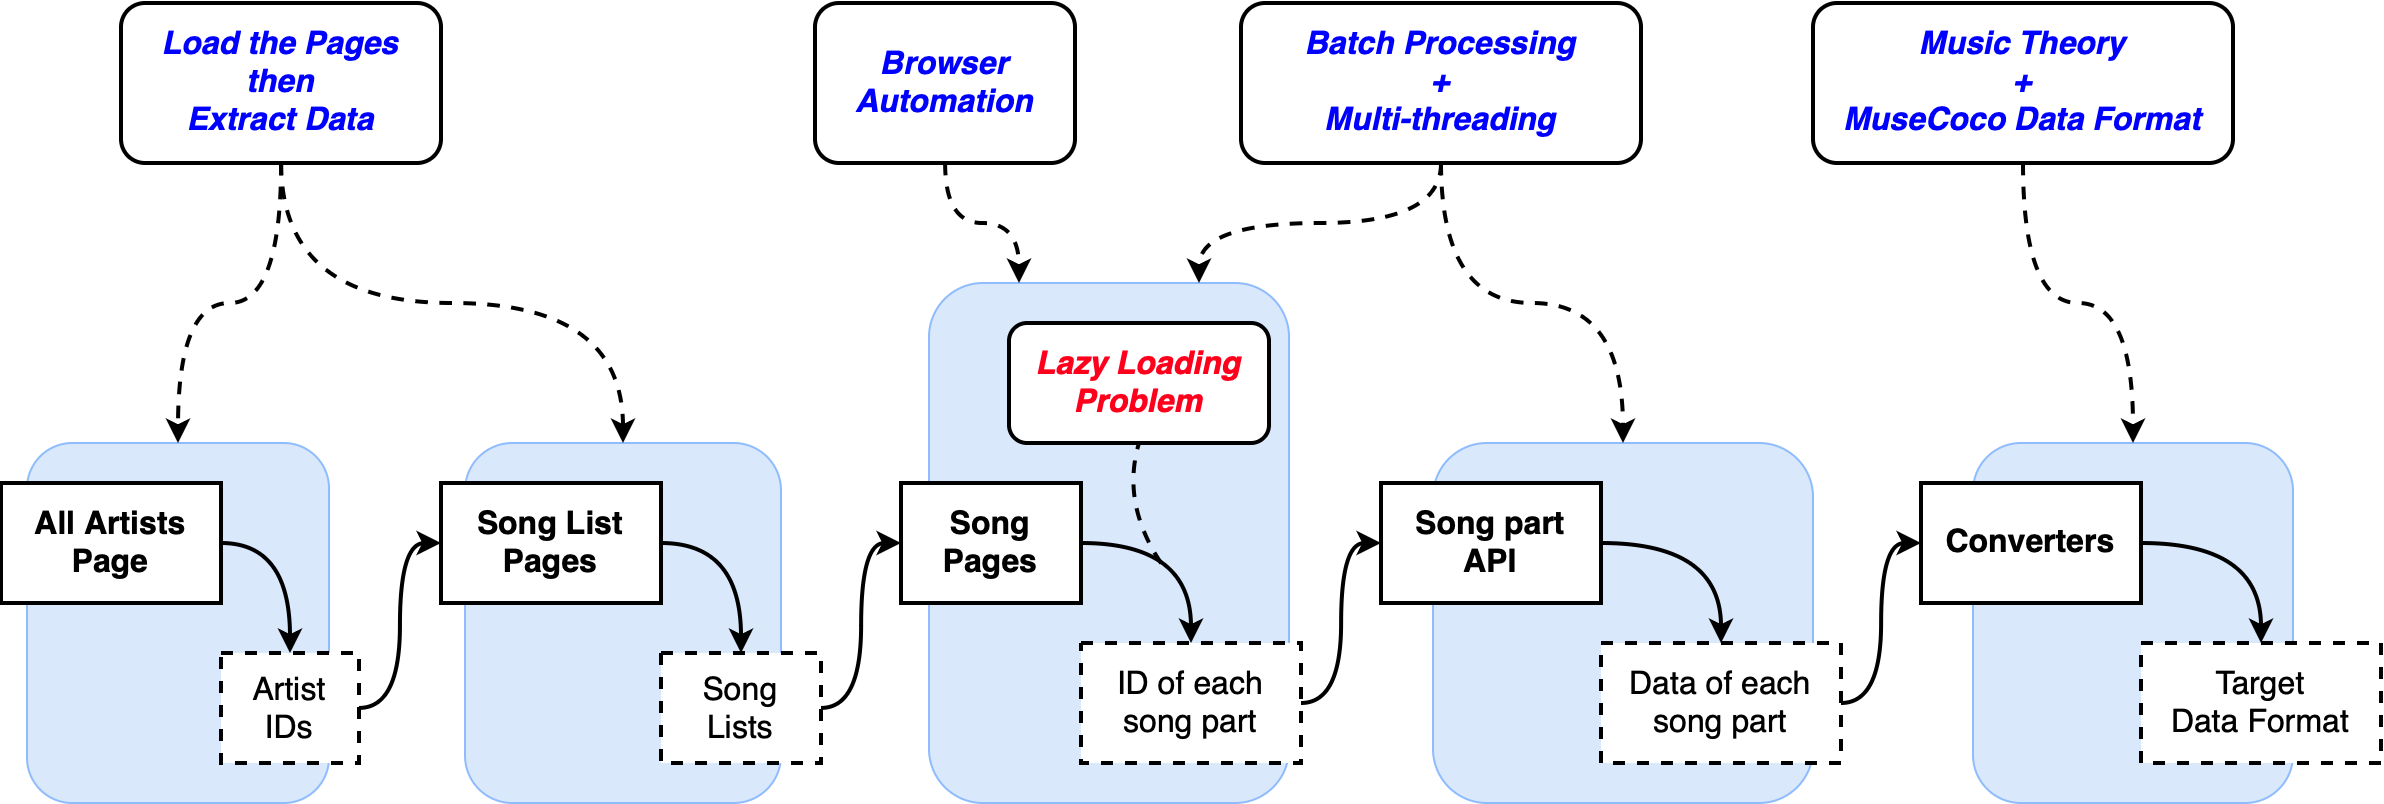 Load the Pages
then
Extract Data
Browser
Automation
Batch Processing
+
Multi-threading
Music Theory
+
MuseCoco Data Format
Lazy Loading
Problem
All Artists
Page
Song List
Pages
Song
Pages
Song part
API
Converters
Artist
IDs
Song
Lists
ID of each
song part
Data of each
song part
Target
Data Format